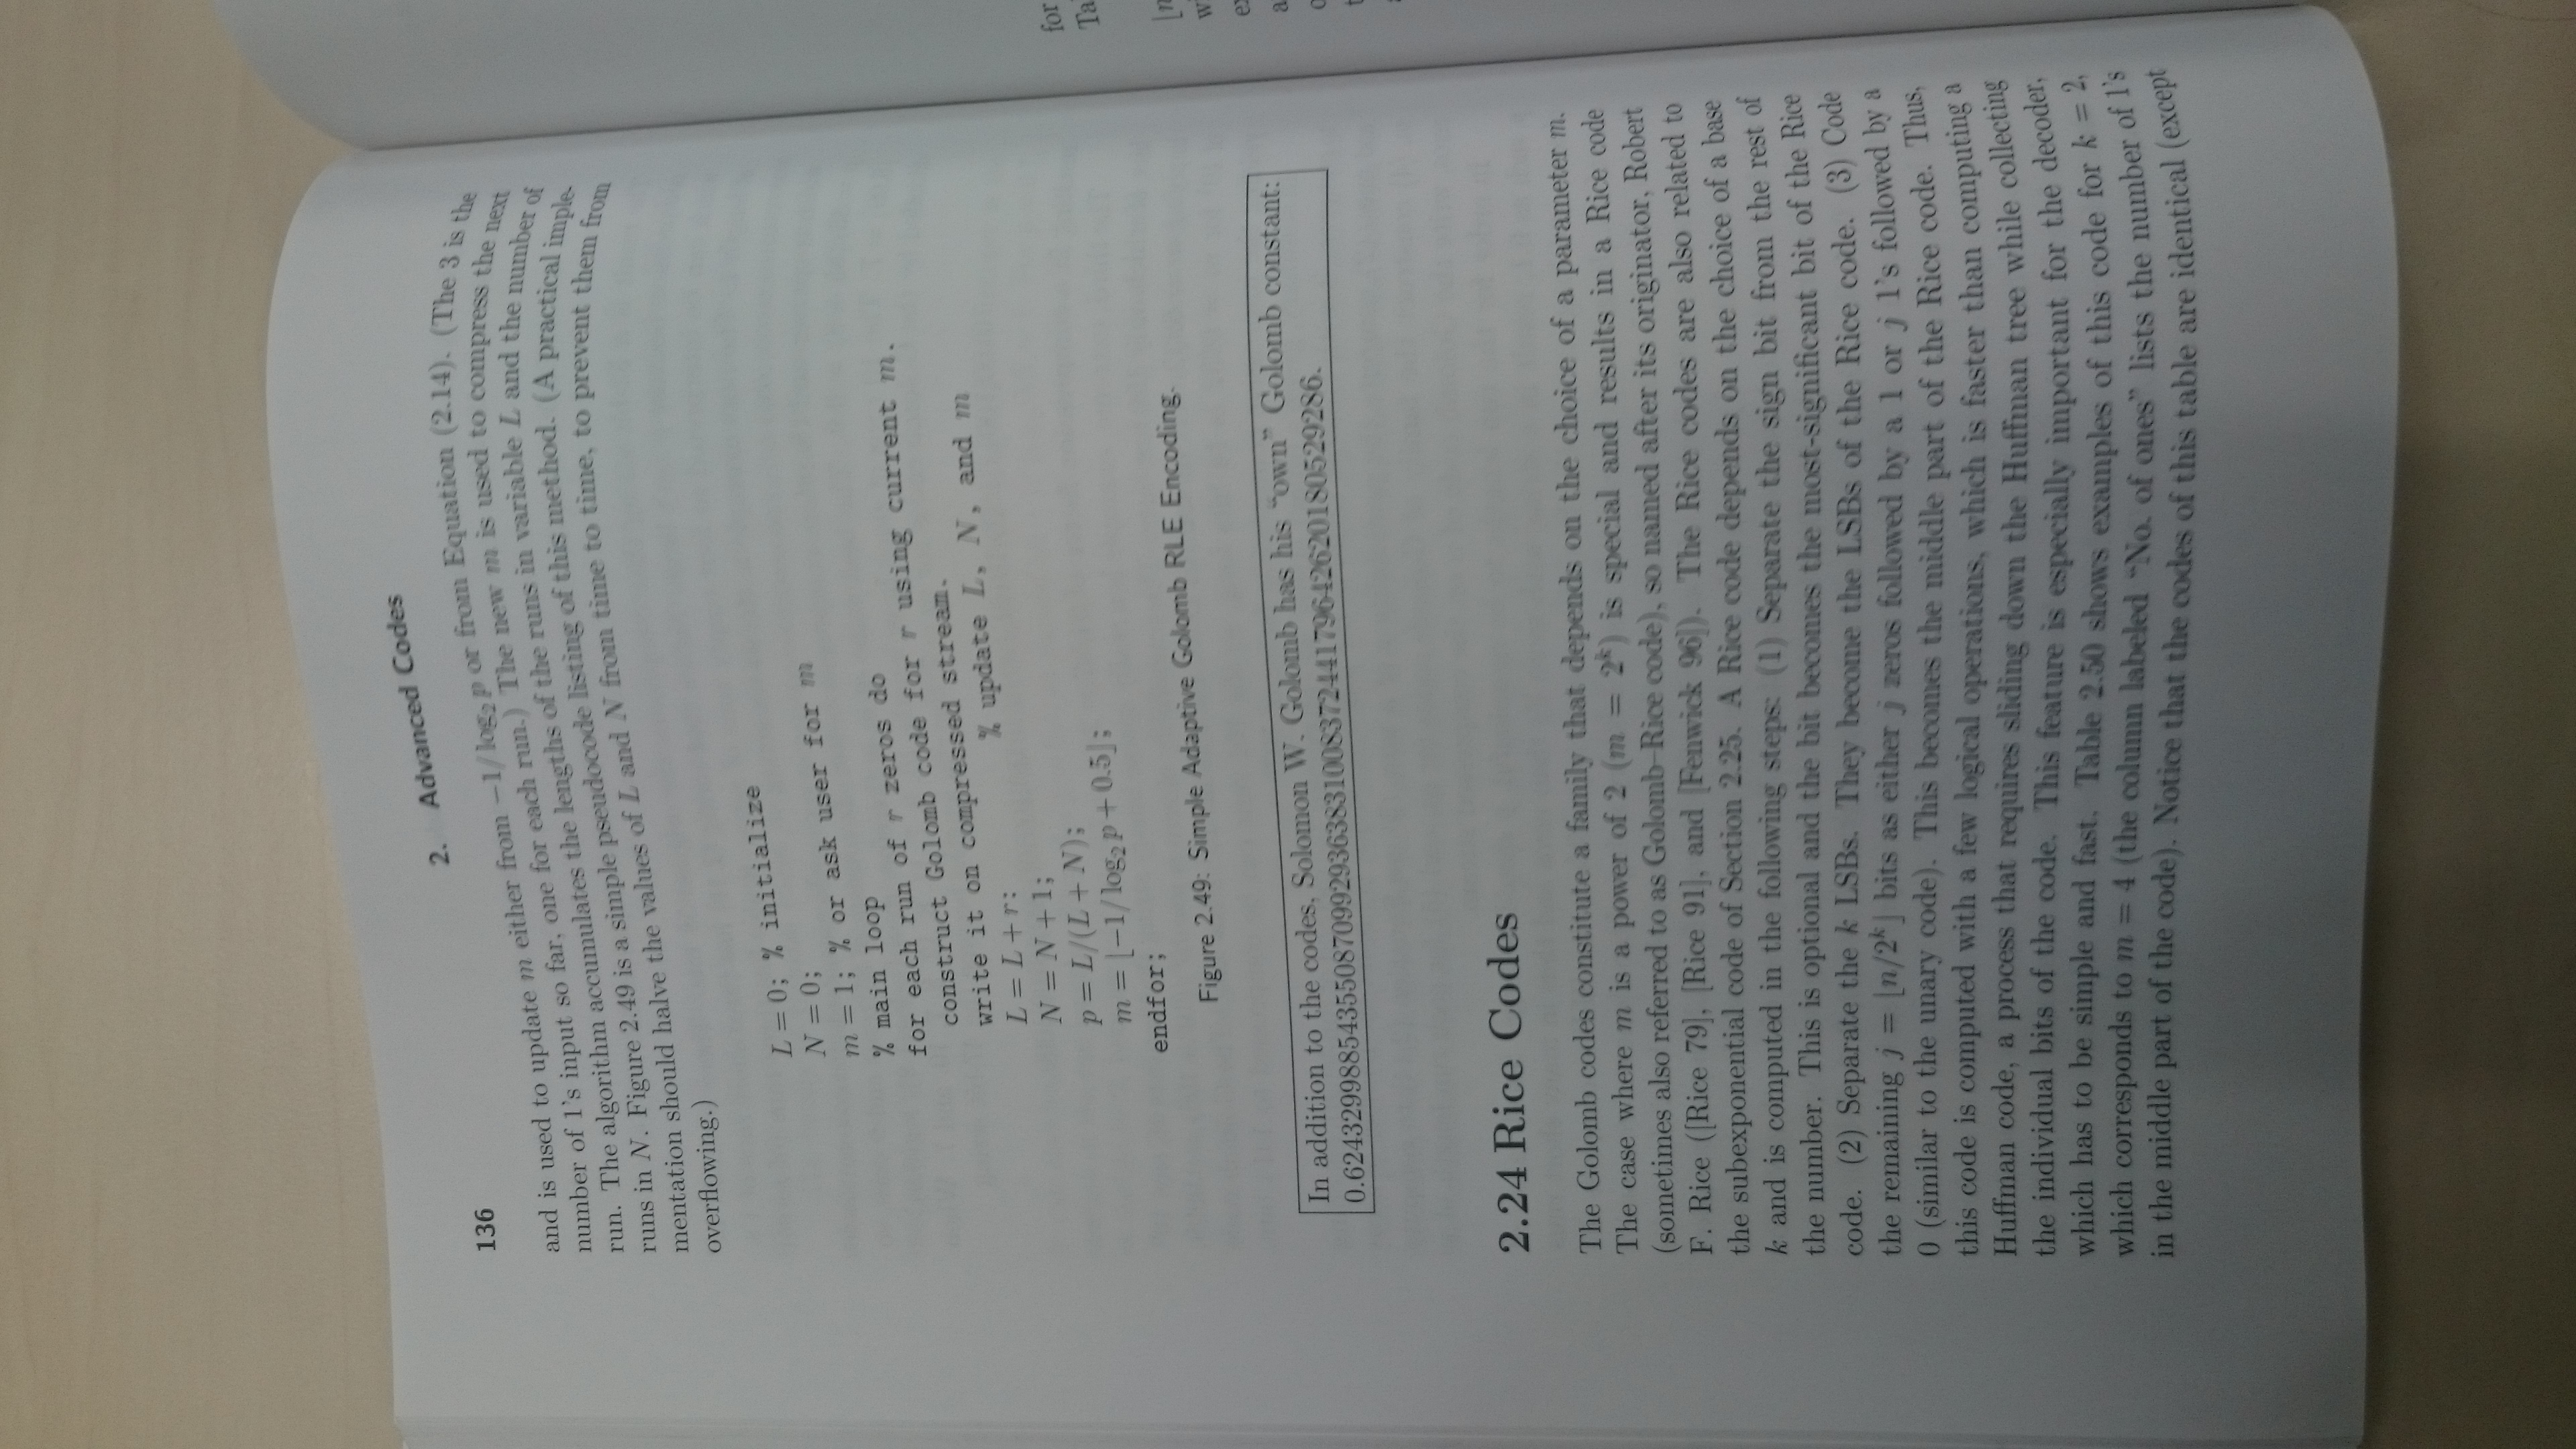 136
2. Advanced Codes
and is used to update m either from −1/log₂ p or from Equation (2.14). (The 3 is the
number of 1's input so far, one for each run.) The new m is used to compress the next
run. The algorithm accumulates the lengths of the runs in variable L and the number of
runs in N. Figure 2.49 is a simple pseudocode listing of this method. (A practical imple-
mentation should halve the values of L and N from time to time, to prevent them from
overflowing.)
L = 0; % initialize
N = 0;
m = 1; % or ask user for m
% main loop
for each run of r zeros do
construct Golomb code for r using current m.
write it on compressed stream.
L = L + r: % update L, N, and m
N = N + 1;
p = L/(L + N);
m = ⌊−1/log₂ p + 0.5⌋;
endfor;
Figure 2.49: Simple Adaptive Golomb RLE Encoding.
In addition to the codes, Solomon W. Golomb has his “own” Golomb constant:
0.624329988543550870992936383100837244179642620180529286.
2.24 Rice Codes
The Golomb codes constitute a family that depends on the choice of a parameter m.
The case where m is a power of 2 (m = 2ᵏ) is special and results in a Rice code
(sometimes also referred to as Golomb–Rice code), so named after its originator, Robert
F. Rice ([Rice 79], [Rice 91], and [Fenwick 96]). The Rice codes are also related to
the subexponential code of Section 2.25. A Rice code depends on the choice of a base
k and is computed in the following steps: (1) Separate the sign bit from the rest of
the number. This is optional and the bit becomes the most-significant bit of the Rice
code. (2) Separate the k LSBs. They become the LSBs of the Rice code. (3) Code
the remaining j = ⌊n/2ᵏ⌋ bits as either j zeros followed by a 1 or j 1's followed by a
0 (similar to the unary code). This becomes the middle part of the Rice code. Thus,
this code is computed with a few logical operations, which is faster than computing a
Huffman code, a process that requires sliding down the Huffman tree while collecting
the individual bits of the code. This feature is especially important for the decoder,
which has to be simple and fast. Table 2.50 shows examples of this code for k = 2,
which corresponds to m = 4 (the column labeled “No. of ones” lists the number of 1's
in the middle part of the code). Notice that the codes of this table are identical (except
for